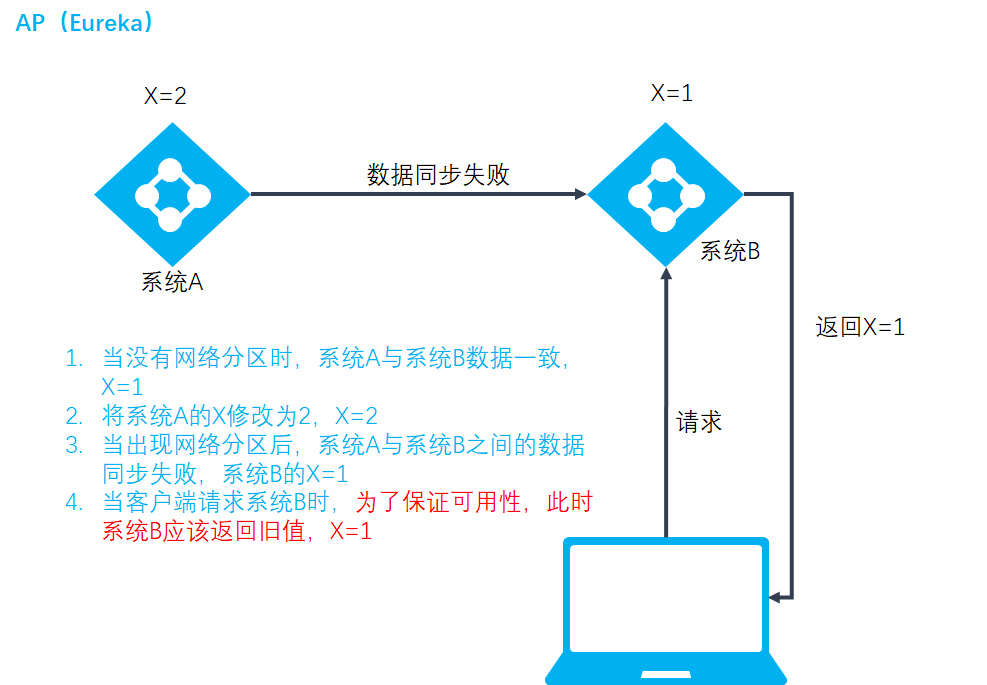 AP（Eureka）
X=2
X=1
数据同步失败
系统A
系统B
返回X=1
请求
1. 当没有网络分区时，系统A与系统B数据一致，
X=1
2. 将系统A的X修改为2，X=2
3. 当出现网络分区后，系统A与系统B之间的数据
同步失败，系统B的X=1
4. 当客户端请求系统B时，为了保证可用性，此时
系统B应该返回旧值，X=1